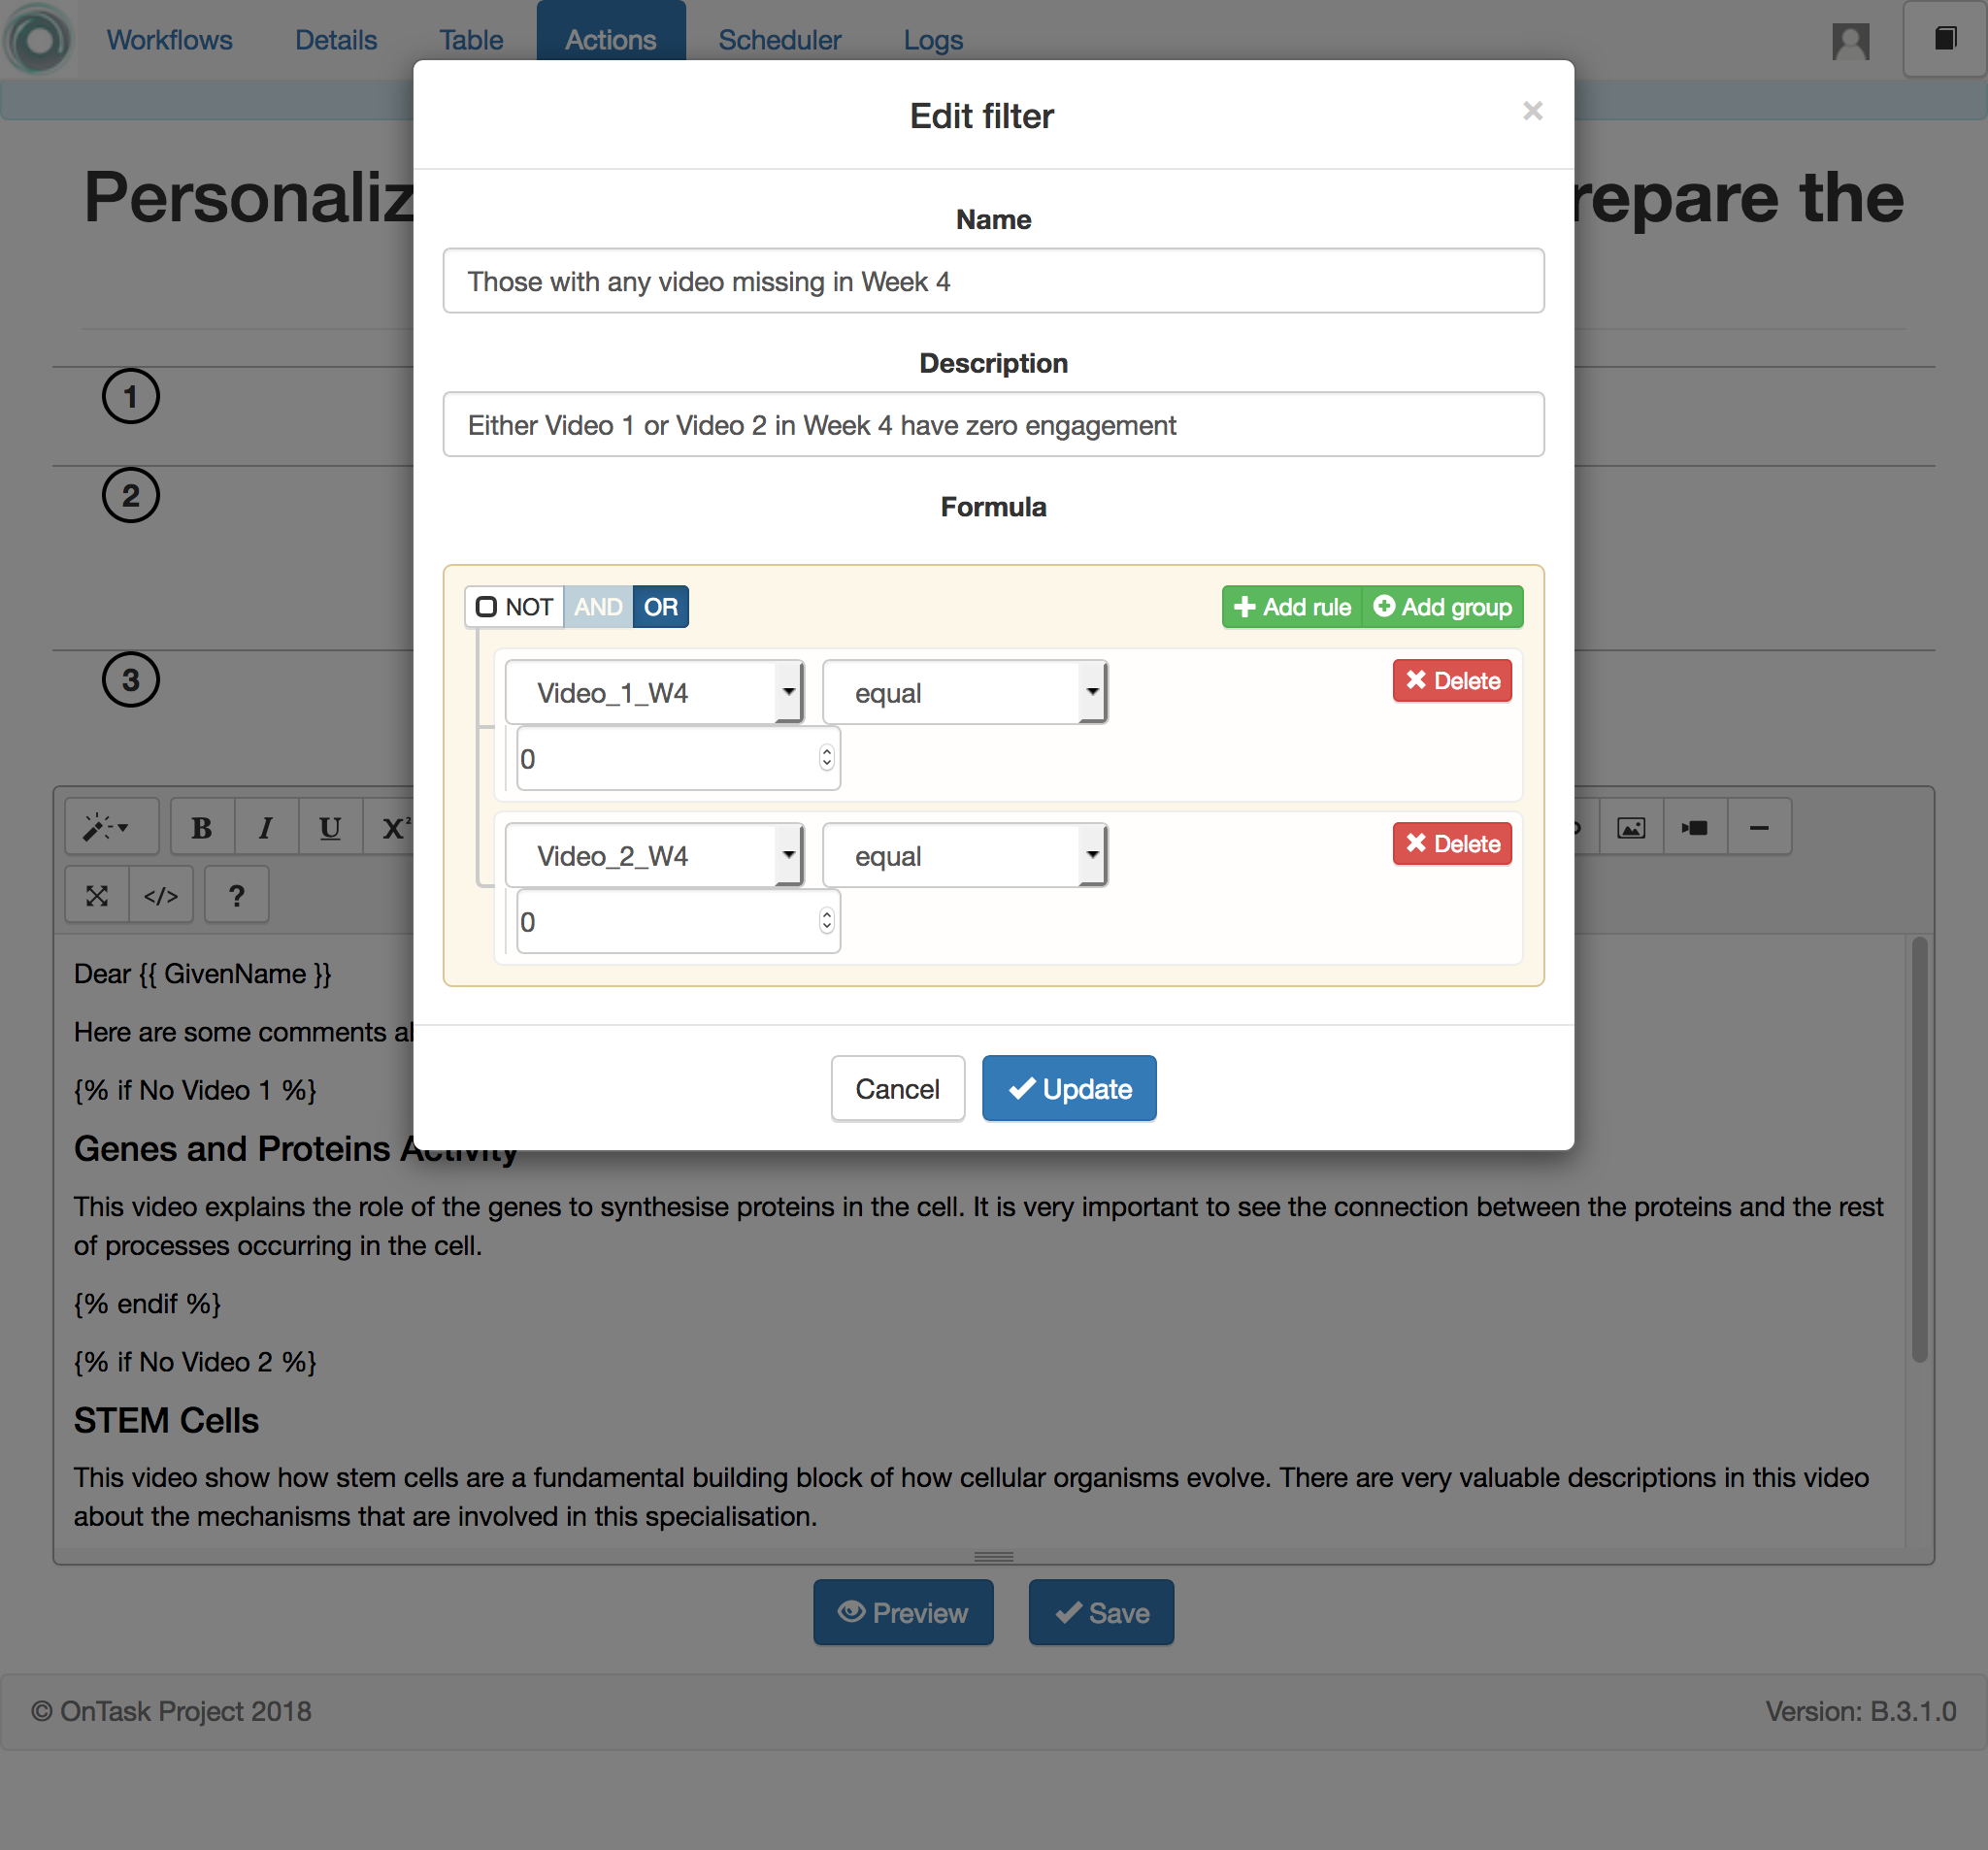 Workflows Details Table Actions Scheduler Logs
Edit filter ×
Personaliz repare the
Name
Those with any video missing in Week 4
Description
Either Video 1 or Video 2 in Week 4 have zero engagement
Formula
1
2
3
NOT AND OR Add rule Add group
Video_1_W4 equal Delete
0
Video_2_W4 equal Delete
0
B I U X²
</> ?
Cancel Update
Dear {{ GivenName }}
Here are some comments
{% if No Video 1 %}
Genes and Proteins Activity
This video explains the role of the genes to synthesise proteins in the cell. It is very important to see the connection between the proteins and the rest
of processes occurring in the cell.
{% endif %}
{% if No Video 2 %}
STEM Cells
This video show how stem cells are a fundamental building block of how cellular organisms evolve. There are very valuable descriptions in this video
about the mechanisms that are involved in this specialisation.
Preview Save
© OnTask Project 2018 Version: B.3.1.0